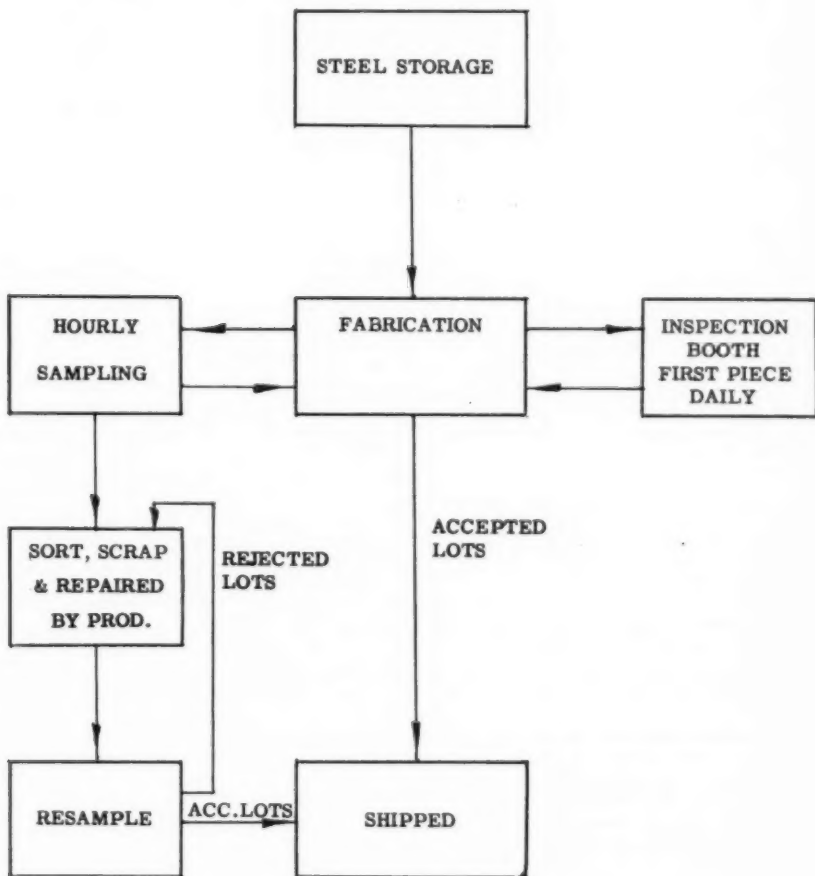 STEEL STORAGE
HOURLY
SAMPLING
FABRICATION
INSPECTION
BOOTH
FIRST PIECE
DAILY
SORT, SCRAP
& REPAIRED
BY PROD.
REJECTED
LOTS
ACCEPTED
LOTS
RESAMPLE
ACC.LOTS
SHIPPED